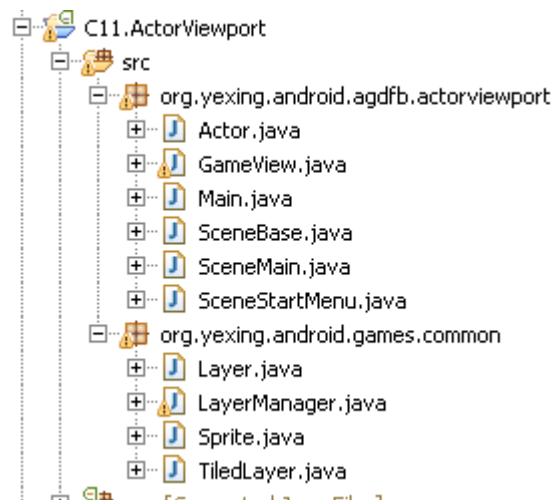 C11.ActorViewport
src
org.yexing.android.agdfb.actorviewport
Actor.java
GameView.java
Main.java
SceneBase.java
SceneMain.java
SceneStartMenu.java
org.yexing.android.games.common
Layer.java
LayerManager.java
Sprite.java
TiledLayer.java